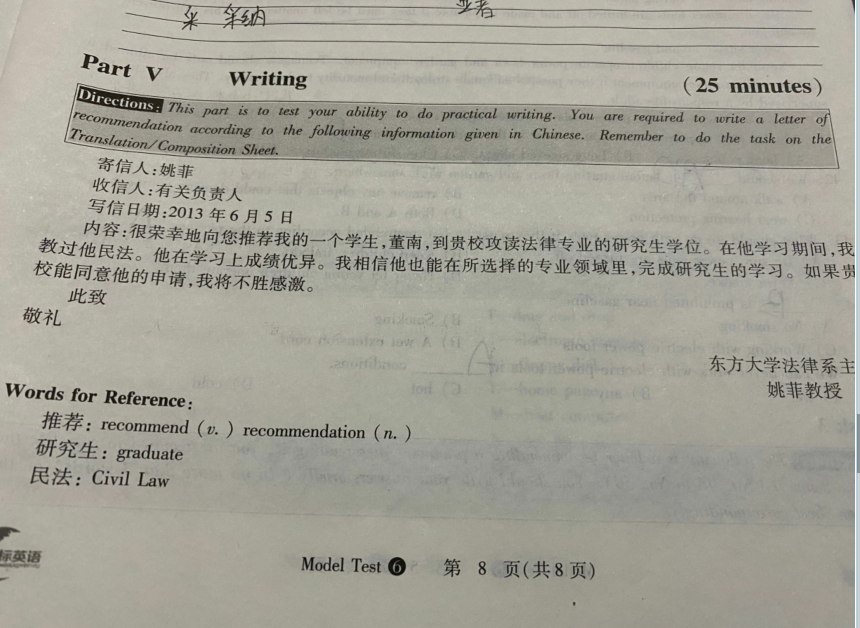 采 采纳
Part V Writing (25 minutes)
Directions: This part is to test your ability to do practical writing. You are required to write a letter of
recommendation according to the following information given in Chinese. Remember to do the task on the
Translation/Composition Sheet.
寄信人:姚菲
收信人:有关负责人
写信日期:2013 年 6 月 5 日
内容:很荣幸地向您推荐我的一个学生,董南,到贵校攻读法律专业的研究生学位。在他学习期间,我
教过他民法。他在学习上成绩优异。我相信他也能在所选择的专业领域里,完成研究生的学习。如果贵
校能同意他的申请,我将不胜感激。
此致
敬礼
东方大学法律系主
姚菲教授
Words for Reference:
推荐: recommend (v.) recommendation (n.)
研究生: graduate
民法: Civil Law
标英语
Model Test 6 第 8 页(共 8 页)